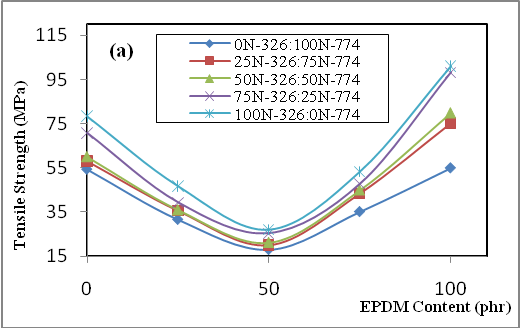 (a)
0N-326:100N-774
25N-326:75N-774
50N-326:50N-774
75N-326:25N-774
100N-326:0N-774
Tensile Strength (MPa)
115
95
75
55
35
15
0
50
100
EPDM Content (phr)